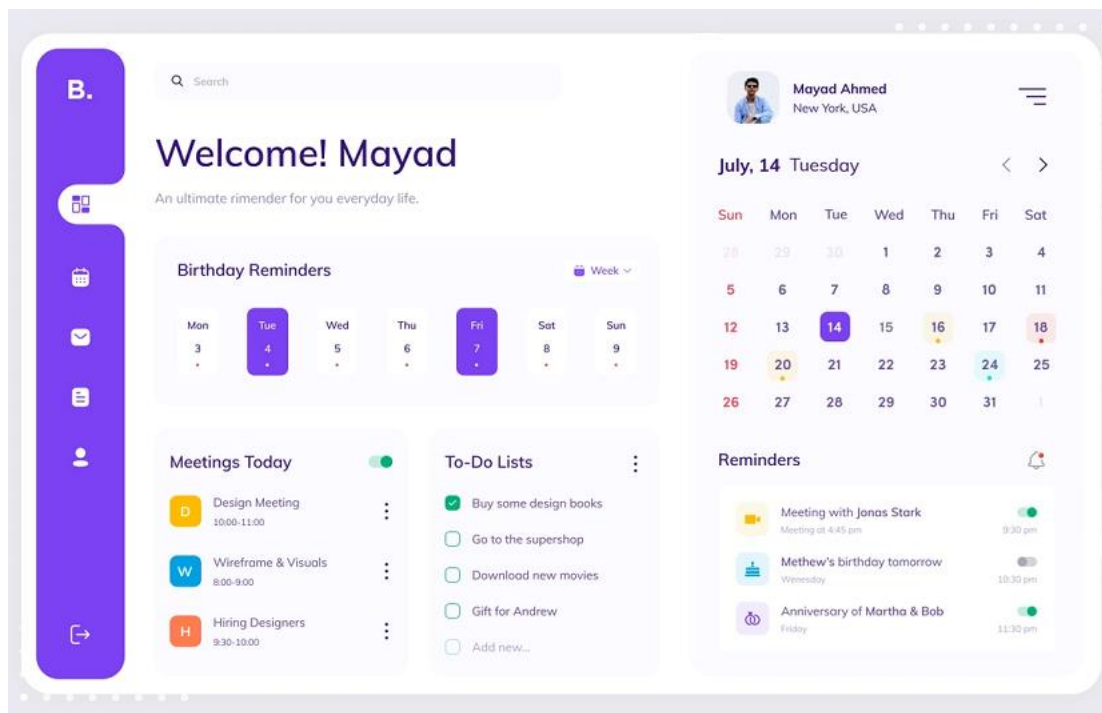 B.
Search
Welcome! Mayad
An ultimate rimender for you everyday life.
Birthday Reminders
Week
Mon Tue Wed Thu Fri Sat Sun
3 4 5 6 7 8 9
Meetings Today
D
Design Meeting
10:00-11:00
W
Wireframe & Visuals
8:00-9:00
H
Hiring Designers
9:30-10:00
To-Do Lists
Buy some design books
Go to the supershop
Download new movies
Gift for Andrew
Add new...
Mayad Ahmed
New York, USA
July, 14 Tuesday
Sun Mon Tue Wed Thu Fri Sat
28 29 30 1 2 3 4
5 6 7 8 9 10 11
12 13 14 15 16 17 18
19 20 21 22 23 24 25
26 27 28 29 30 31 1
Reminders
Meeting with Jonas Stark
Meeting at 4:45 pm
9:30 pm
Methew's birthday tomorrow
Wenesday
10:30 pm
Anniversary of Martha & Bob
Friday
11:30 pm